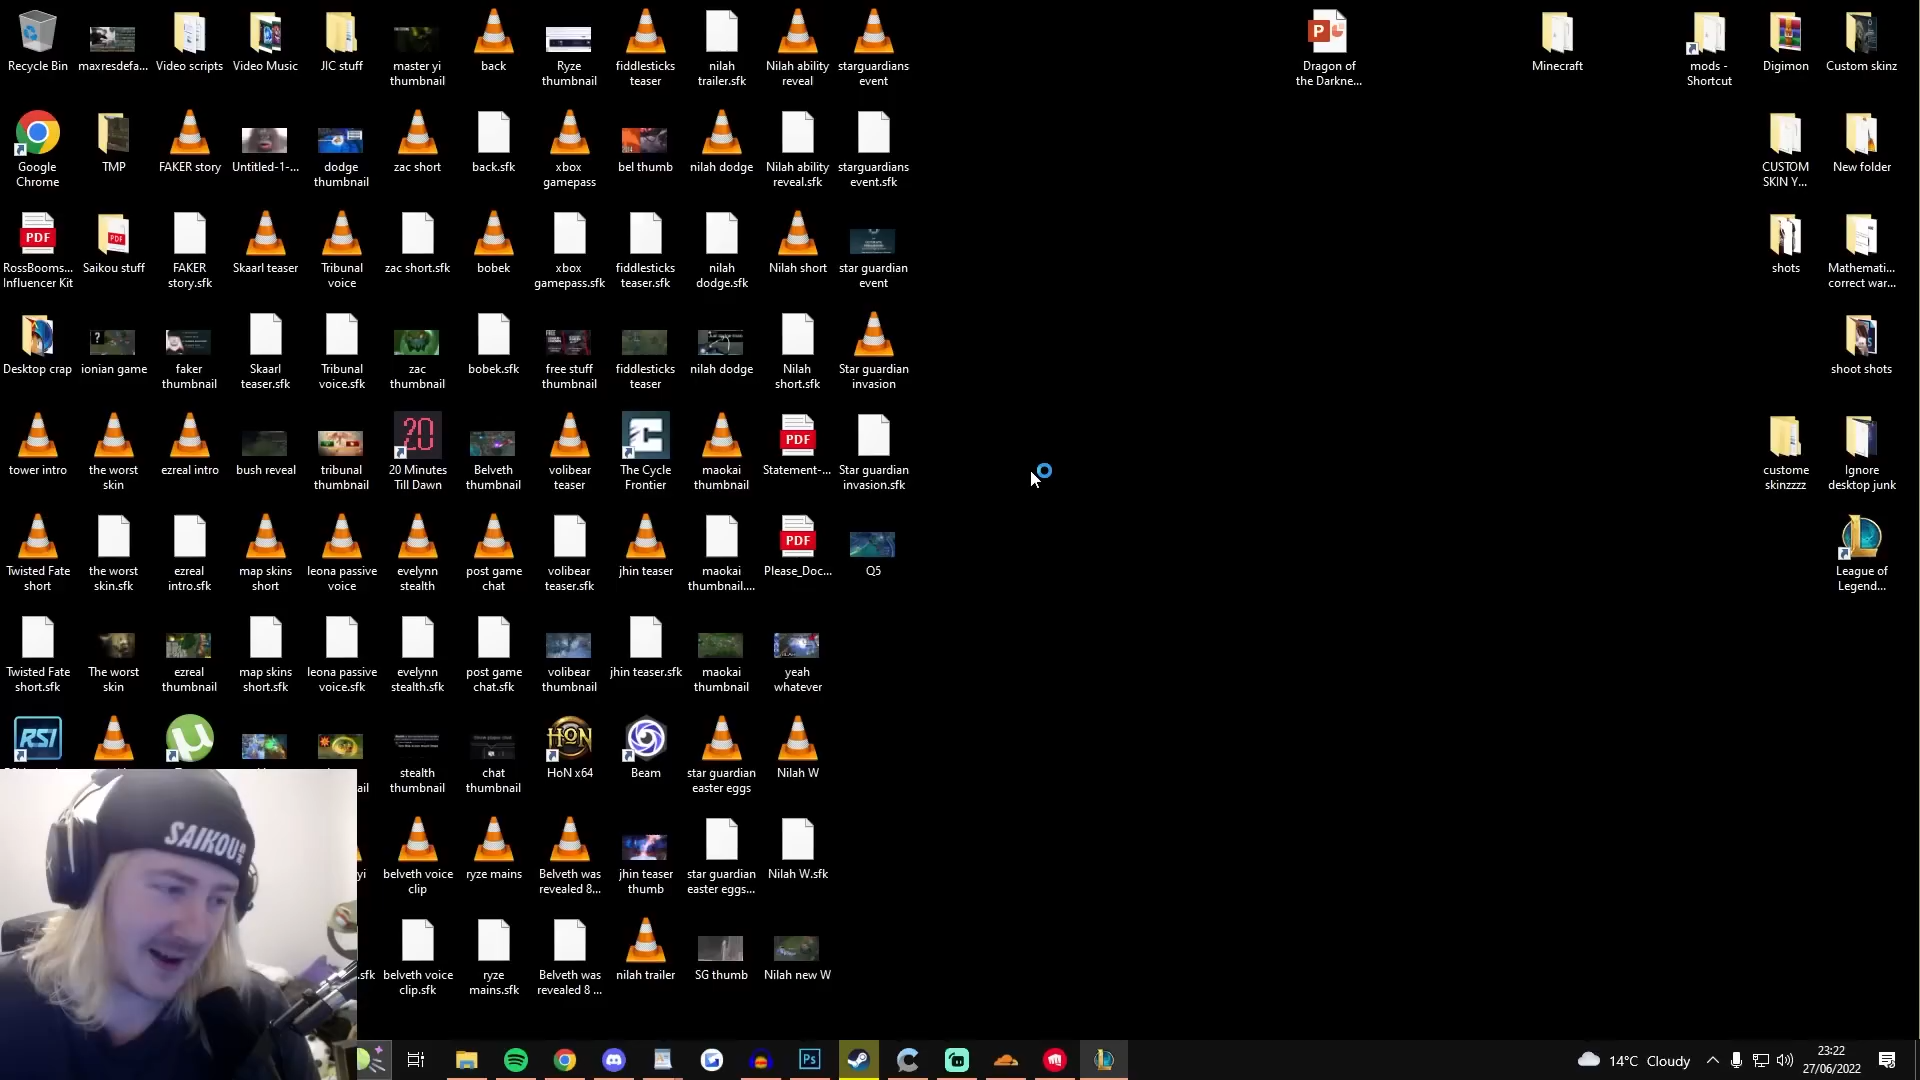 Recycle Bin
maxresdefa...
Video scripts
Video Music
JIC stuff
master yi
thumbnail
back
Ryze
thumbnail
fiddlesticks
teaser
nilah
trailer.sfk
Nilah ability
reveal
starguardians
event
Dragon of
the Darkne...
Minecraft
mods -
Shortcut
Digimon
Custom skinz
Google
Chrome
TMP
FAKER story
Untitled-1-...
dodge
thumbnail
zac short
back.sfk
xbox
gamepass
bel thumb
nilah dodge
Nilah ability
reveal.sfk
starguardians
event.sfk
CUSTOM
SKIN Y...
New folder
PDF
RossBooms...
Influencer Kit
PDF
Saikou stuff
FAKER
story.sfk
Skaarl teaser
Tribunal
voice
zac short.sfk
bobek
xbox
gamepass.sfk
fiddlesticks
teaser.sfk
nilah
dodge.sfk
Nilah short
star guardian
event
shots
Mathemati...
correct war...
Desktop crap
ionian game
faker
thumbnail
Skaarl
teaser.sfk
Tribunal
voice.sfk
zac
thumbnail
bobek.sfk
free stuff
thumbnail
fiddlesticks
teaser
nilah dodge
Nilah
short.sfk
Star guardian
invasion
shoot shots
tower intro
the worst
skin
ezreal intro
bush reveal
tribunal
thumbnail
20
20 Minutes
Till Dawn
Belveth
thumbnail
volibear
teaser
The Cycle
Frontier
maokai
thumbnail
PDF
Statement-...
Star guardian
invasion.sfk
custome
skinzzzz
Ignore
desktop junk
Twisted Fate
short
the worst
skin.sfk
ezreal
intro.sfk
map skins
short
leona passive
voice
evelynn
stealth
post game
chat
volibear
teaser.sfk
jhin teaser
maokai
thumbnail....
PDF
Please_Doc...
Q5
League of
Legend...
Twisted Fate
short.sfk
The worst
skin
ezreal
thumbnail
map skins
short.sfk
leona passive
voice.sfk
evelynn
stealth.sfk
post game
chat.sfk
volibear
thumbnail
jhin teaser.sfk
maokai
thumbnail
yeah
whatever
RSI
stealth
thumbnail
chat
thumbnail
HON
HoN x64
Beam
star guardian
easter eggs
Nilah W
SAIKOU
belveth voice
clip
ryze mains
Belveth was
revealed 8...
jhin teaser
thumb
star guardian
easter eggs...
Nilah W.sfk
.sfk
belveth voice
clip.sfk
ryze
mains.sfk
Belveth was
revealed 8 ...
nilah trailer
SG thumb
Nilah new W
Ps
14°C Cloudy
23:22
27/06/2022